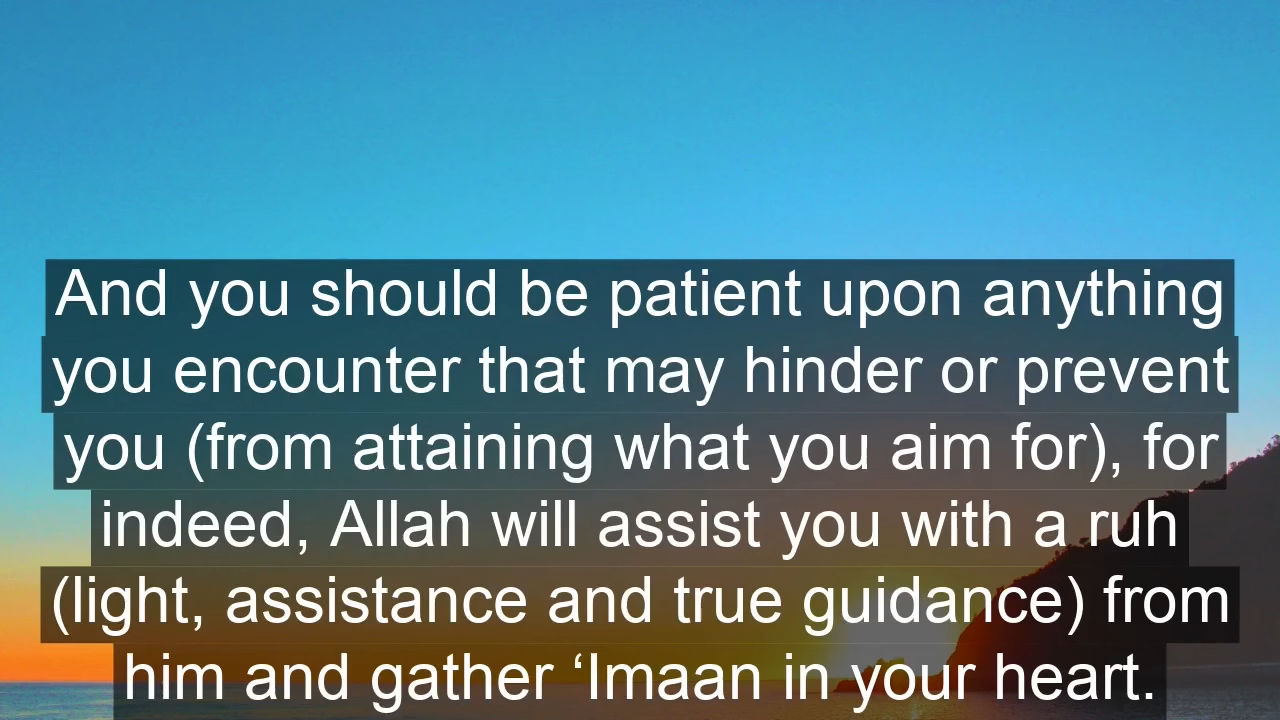 And you should be patient upon anything
you encounter that may hinder or prevent
you (from attaining what you aim for), for
indeed, Allah will assist you with a ruh
(light, assistance and true guidance) from
him and gather ‘Imaan in your heart.